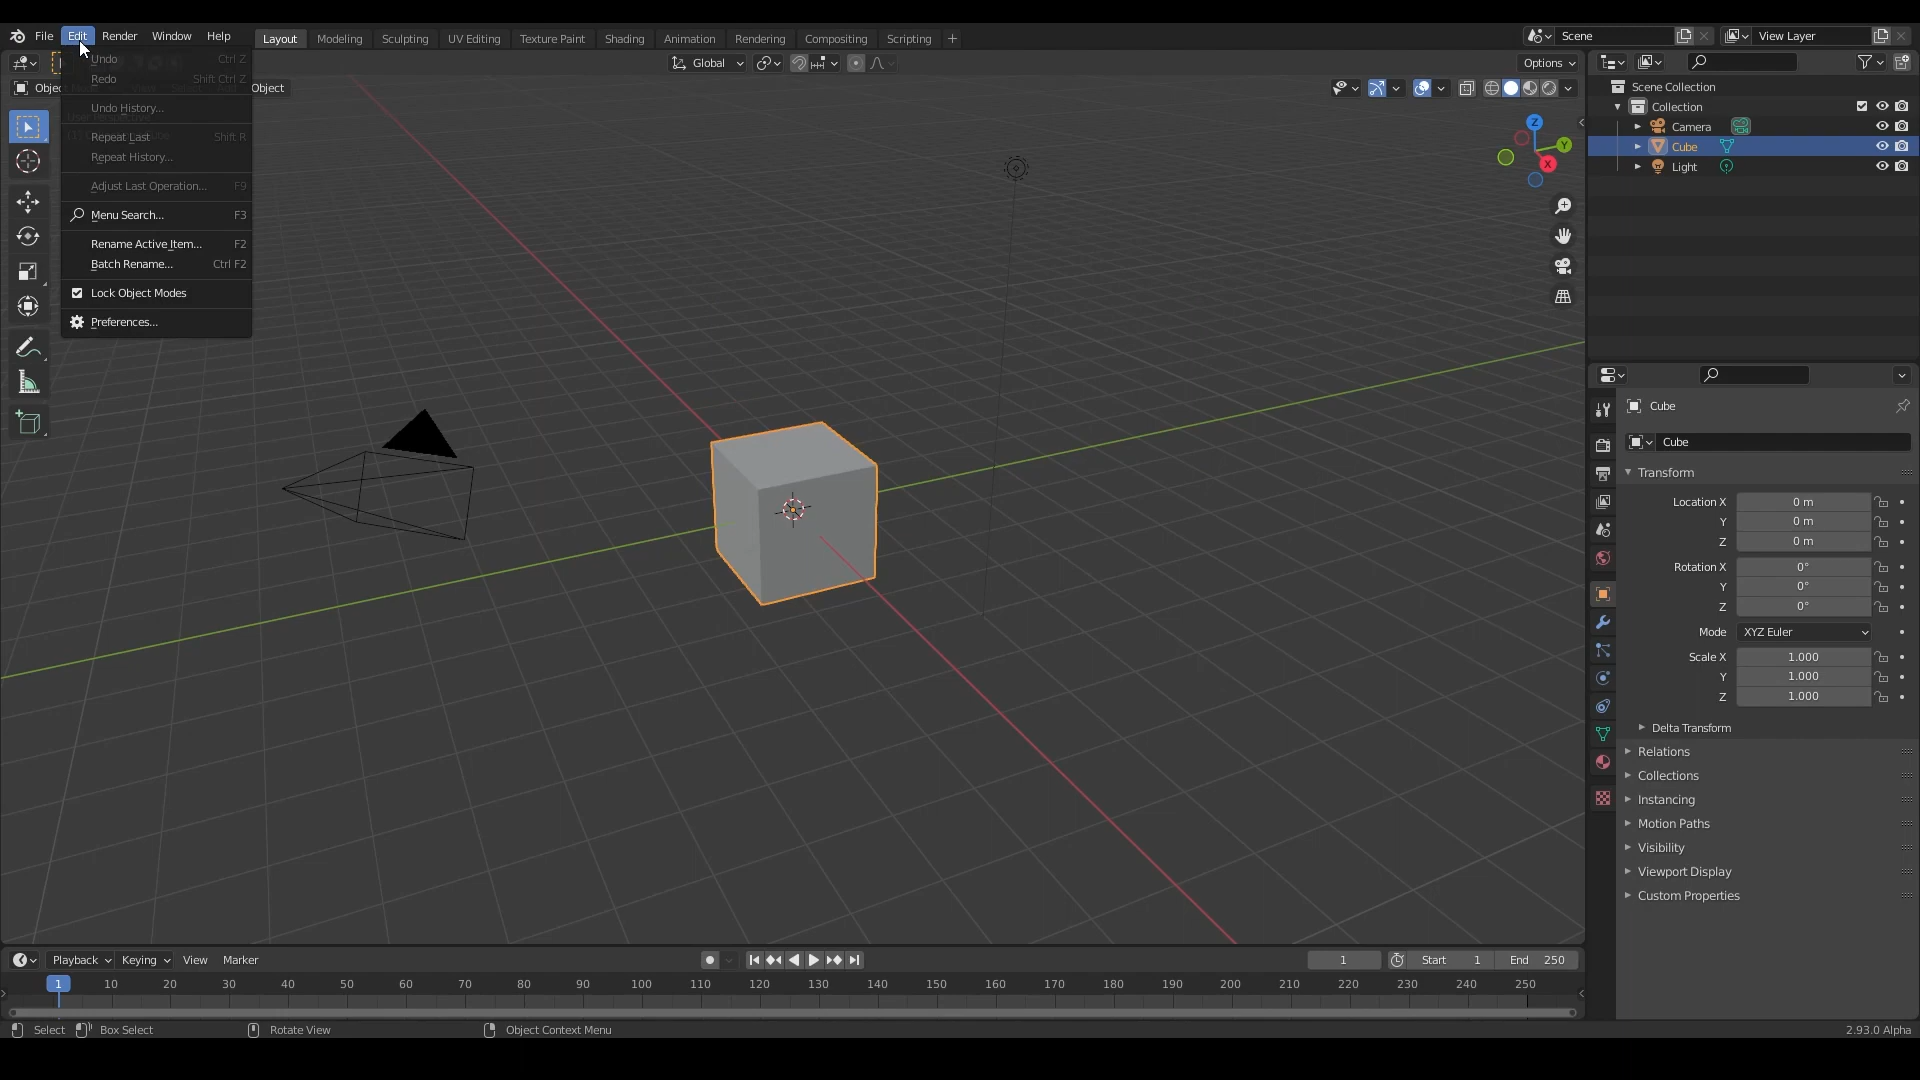 File Edit Render Window Help Layout Modeling Sculpting UV Editing Texture Paint Shading Animation Rendering Compositing Scripting + Scene View Layer
Global Options
Object
Undo Ctrl Z
Redo Shift Ctrl Z
Undo History...
Repeat Last Shift R
Repeat History...
Adjust Last Operation... F9
Menu Search... F3
Rename Active Item... F2
Batch Rename... Ctrl F2
Lock Object Modes
Preferences...
Z
Y
X
Scene Collection
Collection
Camera
Cube
Light
Cube
Cube
Transform
Location X 0 m
Y 0 m
Z 0 m
Rotation X 0°
Y 0°
Z 0°
Mode XYZ Euler
Scale X 1.000
Y 1.000
Z 1.000
Delta Transform
Relations
Collections
Instancing
Motion Paths
Visibility
Viewport Display
Custom Properties
Playback Keying View Marker 1 Start 1 End 250
1 10 20 30 40 50 60 70 80 90 100 110 120 130 140 150 160 170 180 190 200 210 220 230 240 250
Select Box Select Rotate View Object Context Menu 2.93.0 Alpha